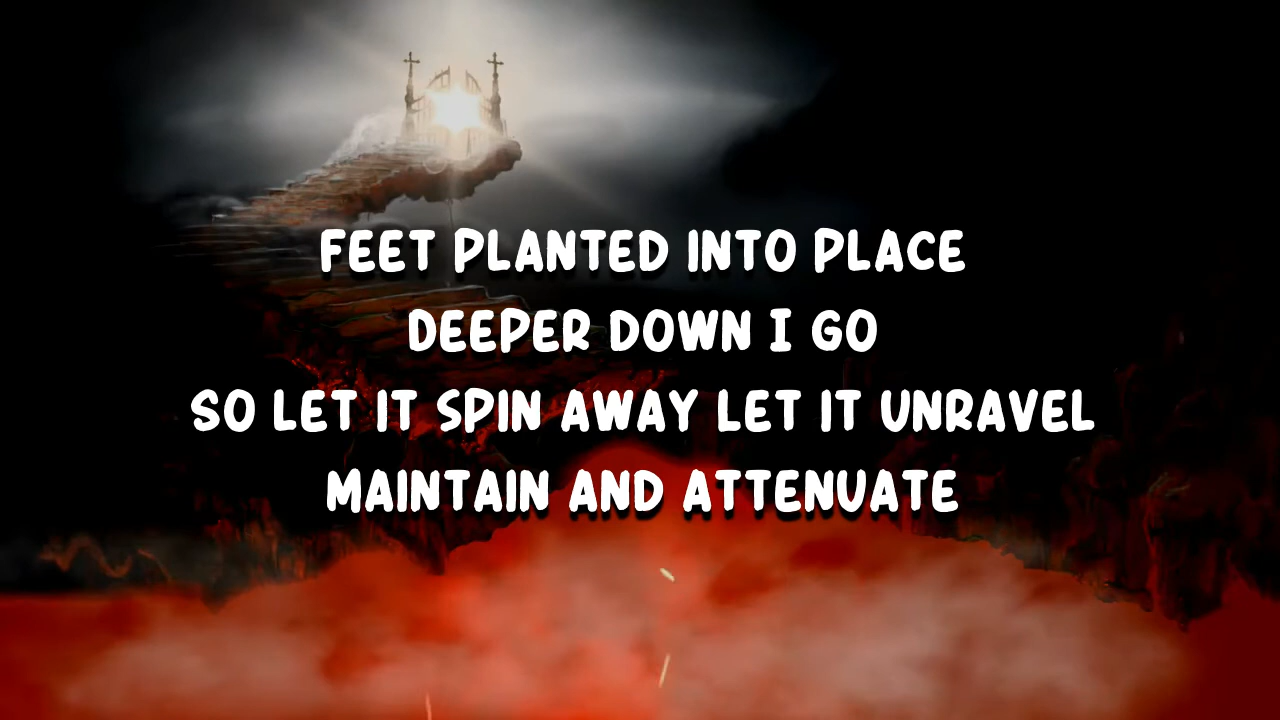 FEET PLANTED INTO PLACE
DEEPER DOWN I GO
SO LET IT SPIN AWAY LET IT UNRAVEL
MAINTAIN AND ATTENUATE